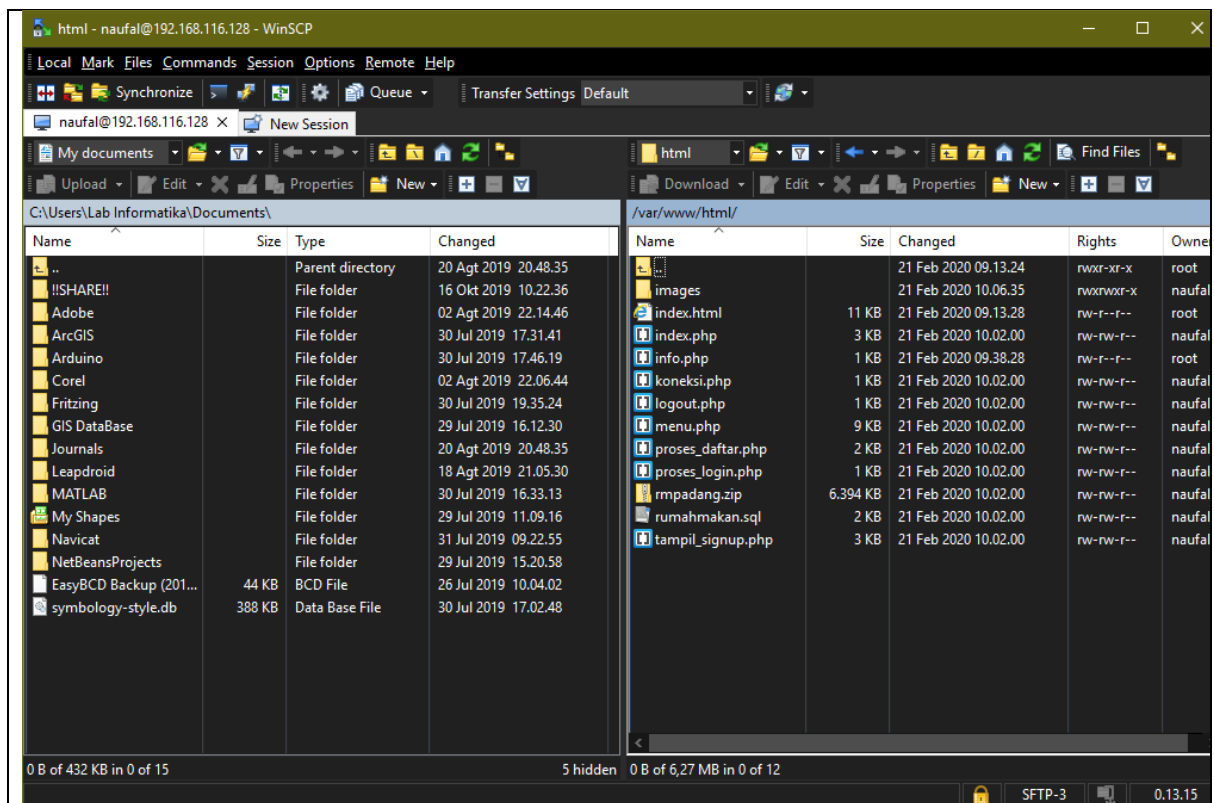 html - naufal@192.168.116.128 - WinSCP
Local Mark Files Commands Session Options Remote Help
Synchronize Queue Transfer Settings Default
naufal@192.168.116.128 New Session
My documents html Find Files
Upload Edit Properties New Download Edit Properties New
C:\Users\Lab Informatika\Documents\ /var/www/html/
Name Size Type Changed Name Size Changed Rights Owne
.. Parent directory 20 Agt 2019 20.48.35 .. 21 Feb 2020 09.13.24 rwxr-xr-x root
!!SHARE!! File folder 16 Okt 2019 10.22.36 images 21 Feb 2020 10.06.35 rwxrwxr-x naufal
Adobe File folder 02 Agt 2019 22.14.46 index.html 11 KB 21 Feb 2020 09.13.28 rw-r--r-- root
ArcGIS File folder 30 Jul 2019 17.31.41 index.php 3 KB 21 Feb 2020 10.02.00 rw-rw-r-- naufal
Arduino File folder 30 Jul 2019 17.46.19 info.php 1 KB 21 Feb 2020 09.38.28 rw-r--r-- root
Corel File folder 02 Agt 2019 22.06.44 koneksi.php 1 KB 21 Feb 2020 10.02.00 rw-rw-r-- naufal
Fritzing File folder 30 Jul 2019 19.35.24 logout.php 1 KB 21 Feb 2020 10.02.00 rw-rw-r-- naufal
GIS DataBase File folder 29 Jul 2019 16.12.30 menu.php 9 KB 21 Feb 2020 10.02.00 rw-rw-r-- naufal
Journals File folder 20 Agt 2019 20.48.35 proses_daftar.php 2 KB 21 Feb 2020 10.02.00 rw-rw-r-- naufal
Leapdroid File folder 18 Agt 2019 21.05.30 proses_login.php 1 KB 21 Feb 2020 10.02.00 rw-rw-r-- naufal
MATLAB File folder 30 Jul 2019 16.33.13 rmpadang.zip 6.394 KB 21 Feb 2020 10.02.00 rw-rw-r-- naufal
My Shapes File folder 29 Jul 2019 11.09.16 rumahmakan.sql 2 KB 21 Feb 2020 10.02.00 rw-rw-r-- naufal
Navicat File folder 31 Jul 2019 09.22.55 tampil_signup.php 3 KB 21 Feb 2020 10.02.00 rw-rw-r-- naufal
NetBeansProjects File folder 29 Jul 2019 15.20.58
EasyBCD Backup (201... 44 KB BCD File 26 Jul 2019 10.04.02
symbology-style.db 388 KB Data Base File 30 Jul 2019 17.02.48
0 B of 432 KB in 0 of 15 5 hidden 0 B of 6,27 MB in 0 of 12
SFTP-3 0.13.15